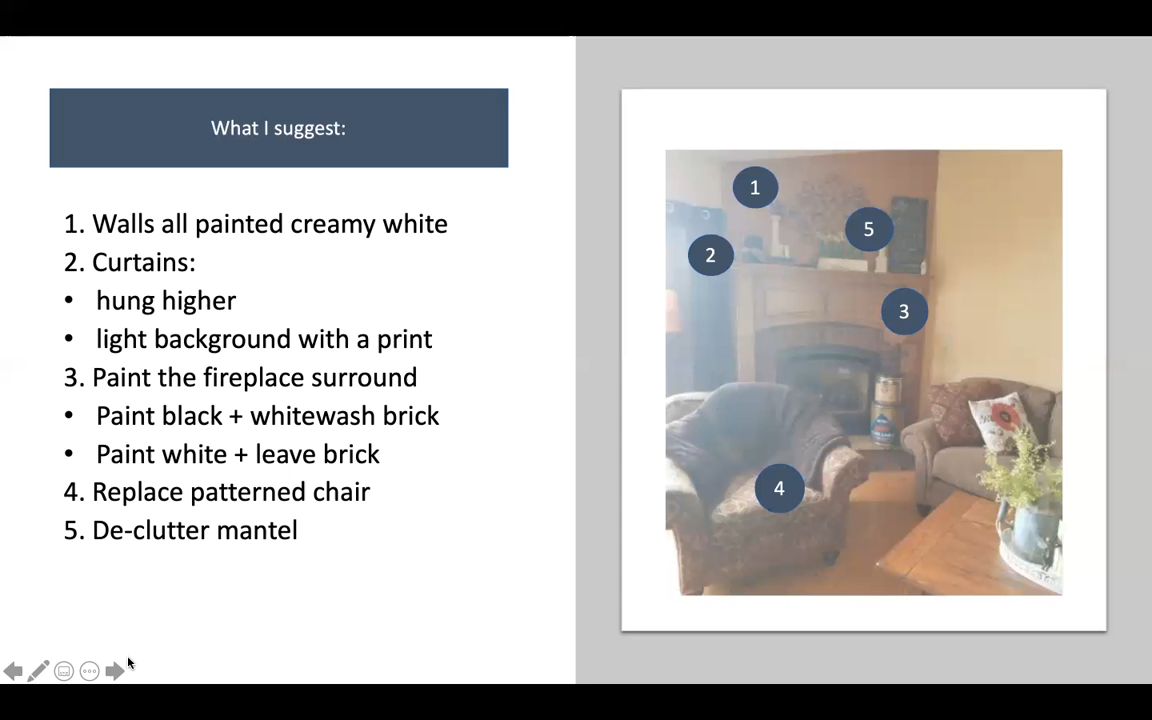 What I suggest:
1. Walls all painted creamy white
2. Curtains:
• hung higher
• light background with a print
3. Paint the fireplace surround
• Paint black + whitewash brick
• Paint white + leave brick
4. Replace patterned chair
5. De-clutter mantel
1
5
2
3
4